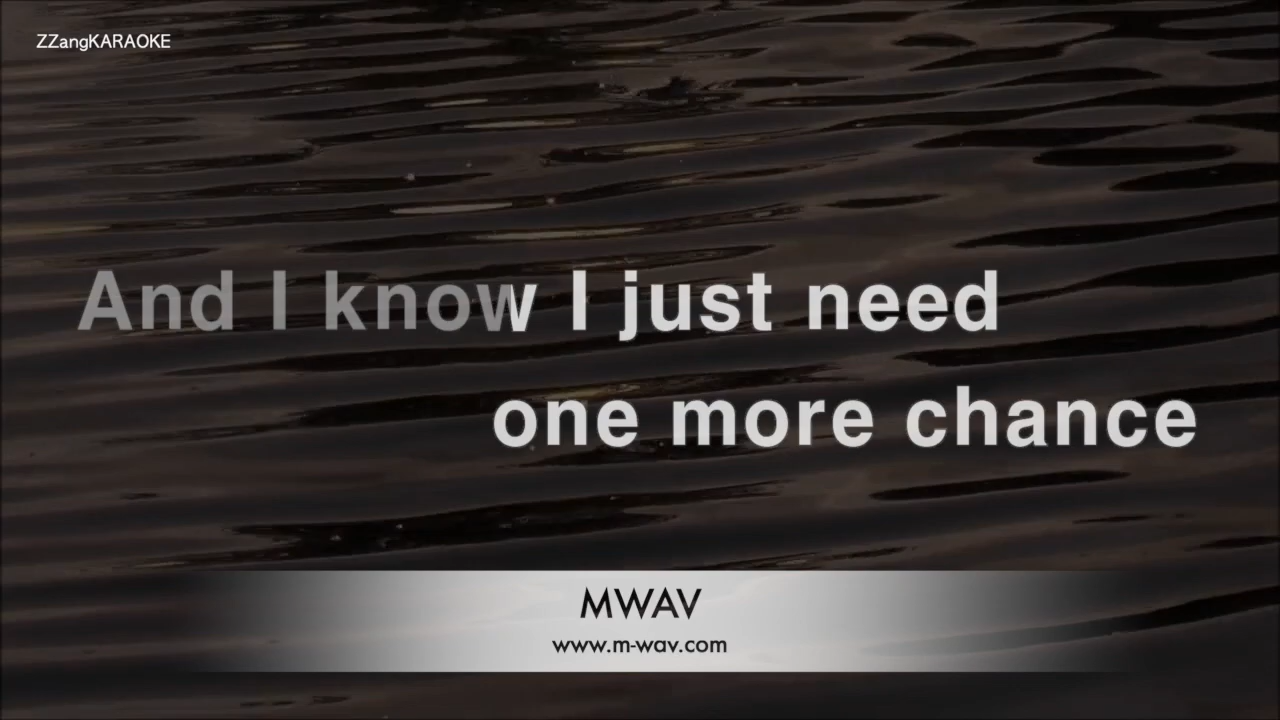 ZZangKARAOKE
And I know I just need
one more chance
MWAV
www.m-wav.com